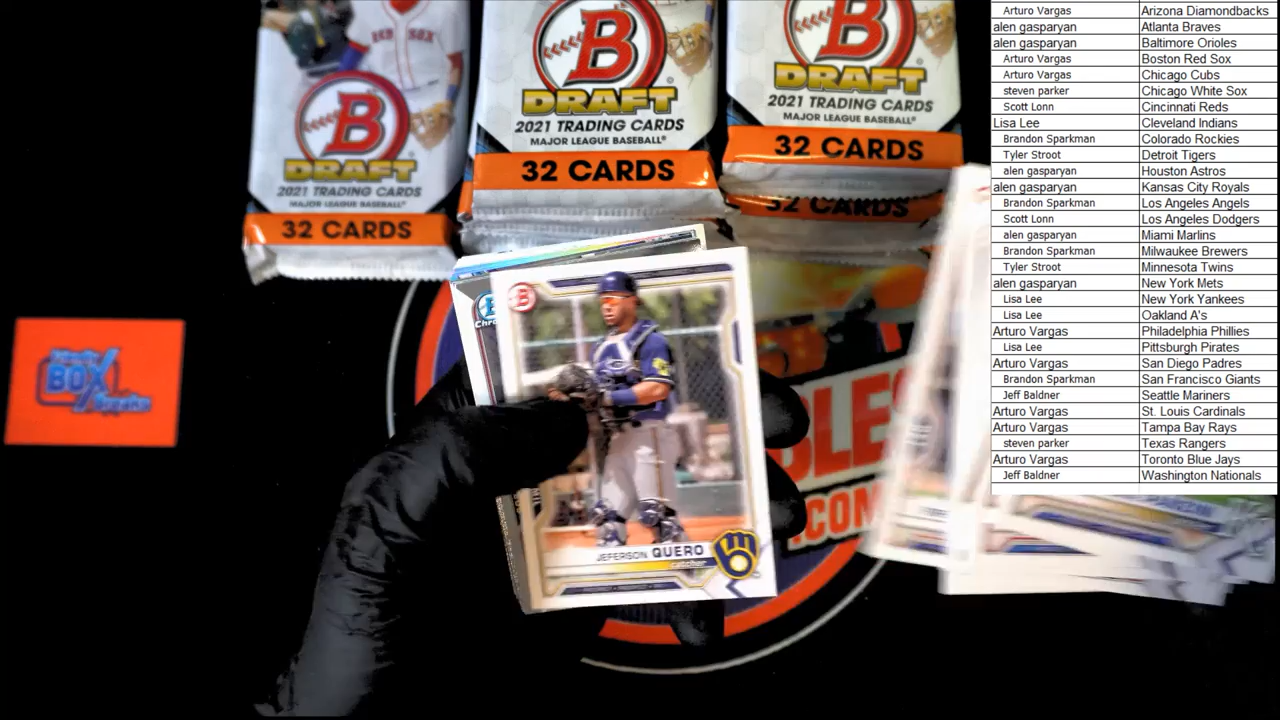 RED SOX
B
DRAFT
2021 TRADING CARDS
MAJOR LEAGUE BASEBALL
32 CARDS
B
DRAFT
2021 TRADING CARDS
MAJOR LEAGUE BASEBALL®
32 CARDS
B
DRAFT
2021 TRADING CARDS
MAJOR LEAGUE BASEBALL®
32 CARDS
32 CARDS
BOX
B
JEFERSON QUERO
catcher
BLES
.COM
Arturo Vargas Arizona Diamondbacks
alen gasparyan Atlanta Braves
alen gasparyan Baltimore Orioles
Arturo Vargas Boston Red Sox
Arturo Vargas Chicago Cubs
steven parker Chicago White Sox
Scott Lonn Cincinnati Reds
Lisa Lee Cleveland Indians
Brandon Sparkman Colorado Rockies
Tyler Stroot Detroit Tigers
alen gasparyan Houston Astros
alen gasparyan Kansas City Royals
Brandon Sparkman Los Angeles Angels
Scott Lonn Los Angeles Dodgers
alen gasparyan Miami Marlins
Brandon Sparkman Milwaukee Brewers
Tyler Stroot Minnesota Twins
alen gasparyan New York Mets
Lisa Lee New York Yankees
Lisa Lee Oakland A's
Arturo Vargas Philadelphia Phillies
Lisa Lee Pittsburgh Pirates
Arturo Vargas San Diego Padres
Brandon Sparkman San Francisco Giants
Jeff Baldner Seattle Mariners
Arturo Vargas St. Louis Cardinals
Arturo Vargas Tampa Bay Rays
steven parker Texas Rangers
Arturo Vargas Toronto Blue Jays
Jeff Baldner Washington Nationals